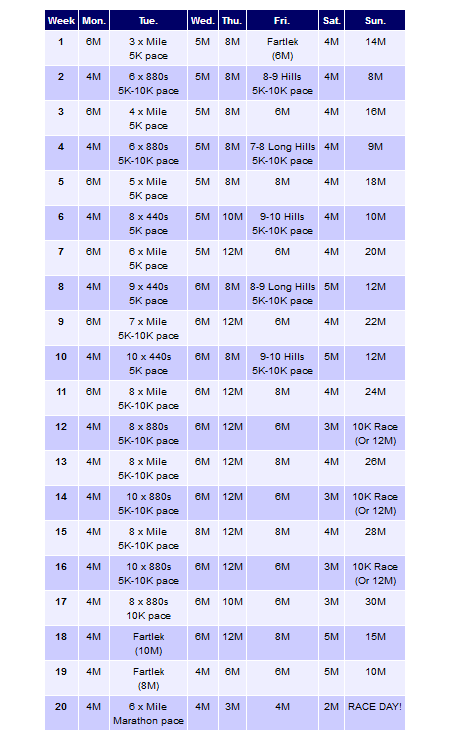 Week Mon. Tue. Wed. Thu. Fri. Sat. Sun.
1 6M 3 x Mile 5M 8M Fartlek 4M 14M
5K pace (6M)
2 4M 6 x 880s 5M 8M 8-9 Hills 4M 8M
5K-10K pace 5K-10K pace
3 6M 4 x Mile 5M 8M 6M 4M 16M
5K pace
4 4M 6 x 880s 5M 8M 7-8 Long Hills 4M 9M
5K-10K pace 5K-10K pace
5 6M 5 x Mile 5M 8M 8M 4M 18M
5K pace
6 4M 8 x 440s 5M 10M 9-10 Hills 4M 10M
5K pace 5K-10K pace
7 6M 6 x Mile 5M 12M 6M 4M 20M
5K pace
8 4M 9 x 440s 6M 8M 8-9 Long Hills 5M 12M
5K pace 5K-10K pace
9 6M 7 x Mile 6M 12M 6M 4M 22M
5K-10K pace
10 4M 10 x 440s 6M 8M 9-10 Hills 5M 12M
5K pace 5K-10K pace
11 6M 8 x Mile 6M 12M 8M 4M 24M
5K-10K pace
12 4M 8 x 880s 6M 12M 6M 3M 10K Race
5K-10K pace (Or 12M)
13 4M 8 x Mile 6M 12M 8M 4M 26M
5K-10K pace
14 4M 10 x 880s 6M 12M 6M 3M 10K Race
5K-10K pace (Or 12M)
15 4M 8 x Mile 8M 12M 8M 4M 28M
5K-10K pace
16 4M 10 x 880s 6M 12M 6M 3M 10K Race
5K-10K pace (Or 12M)
17 4M 8 x 880s 6M 10M 6M 3M 30M
10K pace
18 4M Fartlek 6M 12M 8M 5M 15M
(10M)
19 4M Fartlek 4M 6M 6M 5M 10M
(8M)
20 4M 6 x Mile 4M 3M 4M 2M RACE DAY!
Marathon pace